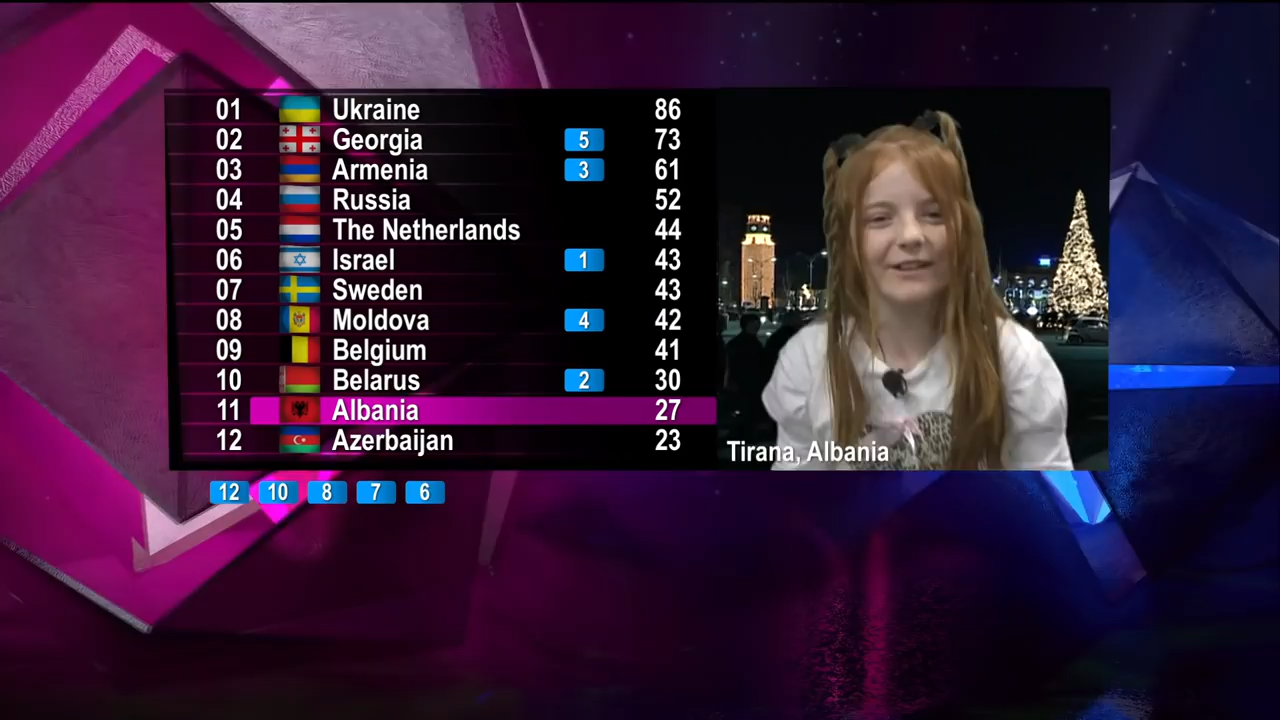 01 Ukraine 86
02 Georgia 5 73
03 Armenia 3 61
04 Russia 52
05 The Netherlands 44
06 Israel 1 43
07 Sweden 43
08 Moldova 4 42
09 Belgium 41
10 Belarus 2 30
11 Albania 27
12 Azerbaijan 23
Tirana, Albania
12 10 8 7 6